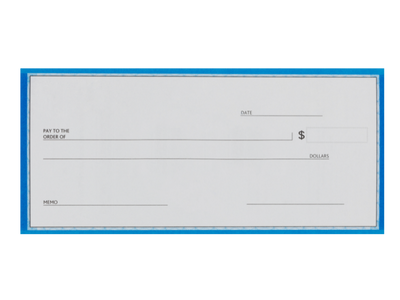 DATE
PAY TO THE
ORDER OF
$
DOLLARS
MEMO